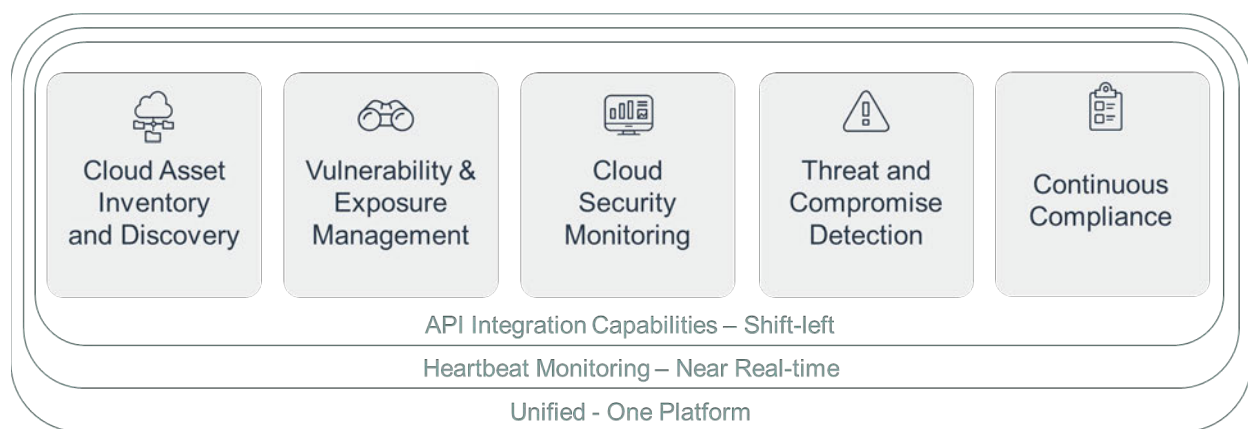 Cloud Asset
Inventory
and Discovery
Vulnerability &
Exposure
Management
Cloud
Security
Monitoring
Threat and
Compromise
Detection
Continuous
Compliance
API Integration Capabilities – Shift-left
Heartbeat Monitoring – Near Real-time
Unified - One Platform